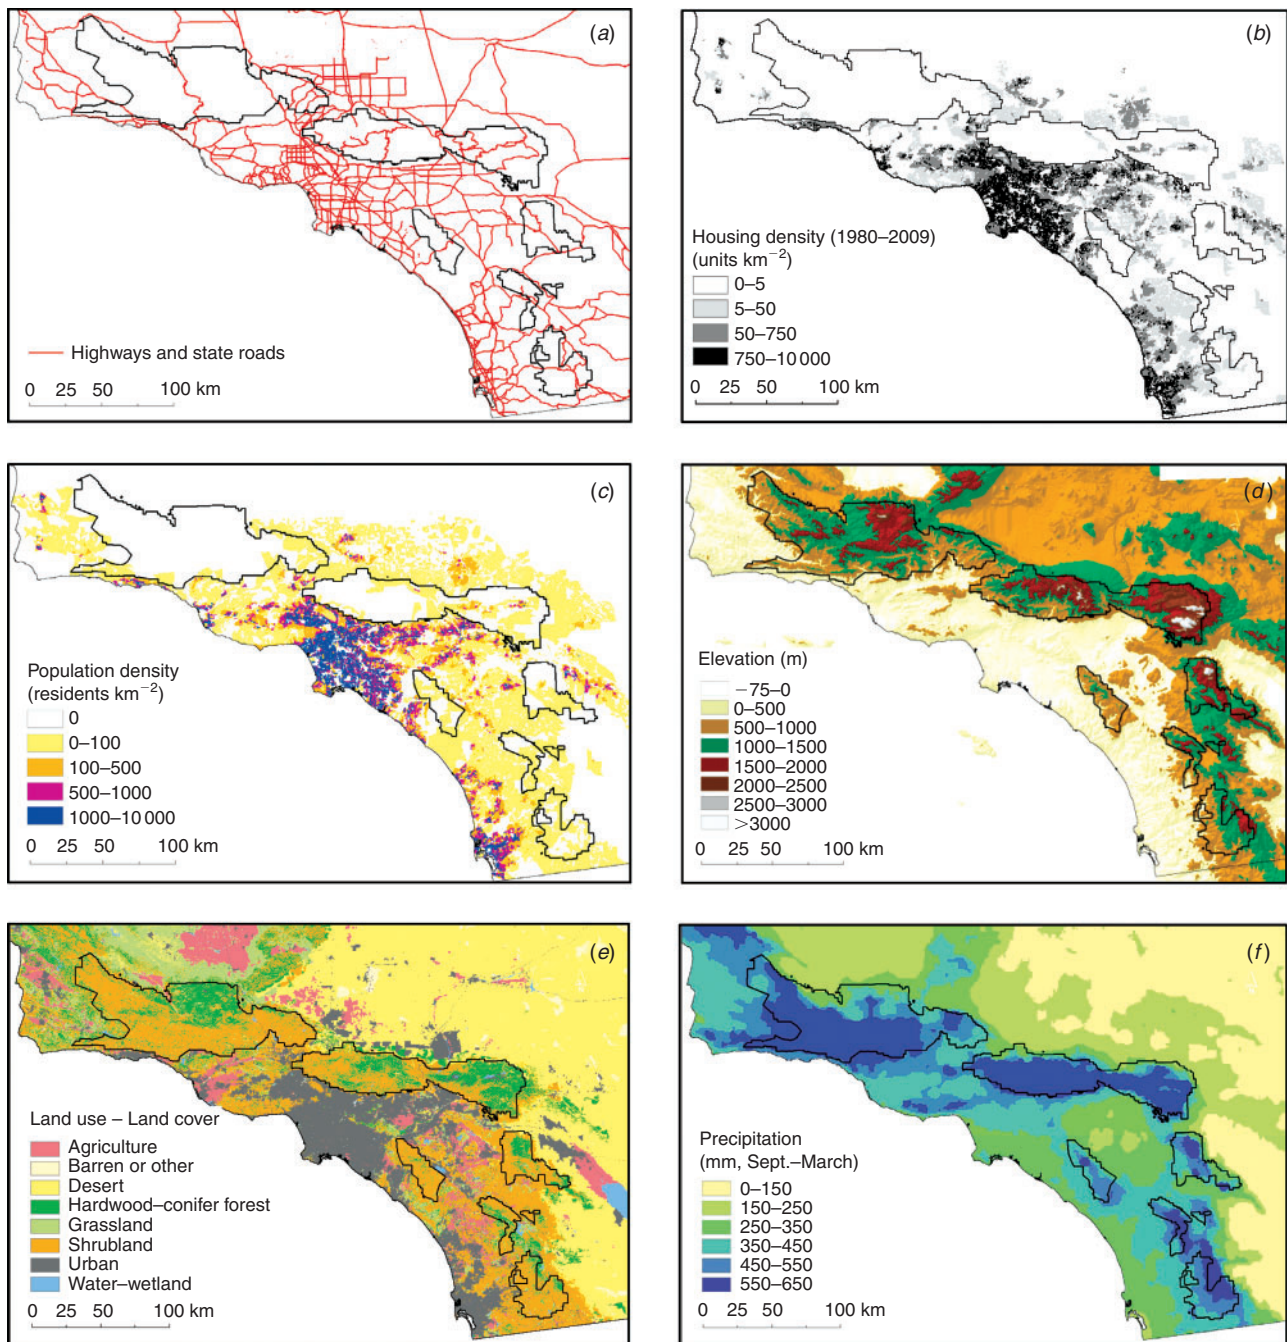 (a)
Highways and state roads
0 25 50 100 km
(b)
Housing density (1980–2009)
(units km−2)
0–5
5–50
50–750
750–10 000
0 25 50 100 km
(c)
Population density
(residents km−2)
0
0–100
100–500
500–1000
1000–10 000
0 25 50 100 km
(d)
Elevation (m)
−75–0
0–500
500–1000
1000–1500
1500–2000
2000–2500
2500–3000
>3000
0 25 50 100 km
(e)
Land use – Land cover
Agriculture
Barren or other
Desert
Hardwood–conifer forest
Grassland
Shrubland
Urban
Water–wetland
0 25 50 100 km
(f)
Precipitation
(mm, Sept.–March)
0–150
150–250
250–350
350–450
450–550
550–650
0 25 50 100 km